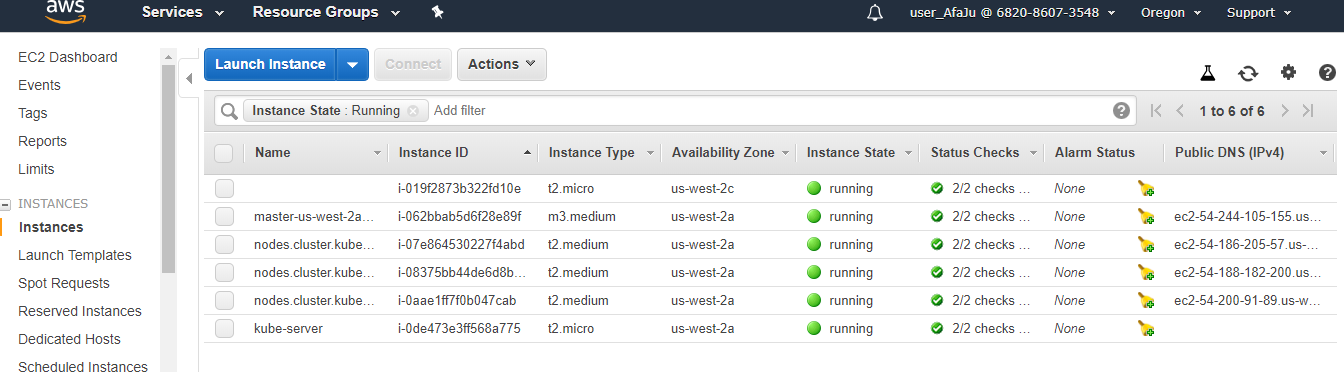 aws Services Resource Groups user_AfaJu @ 6820-8607-3548 Oregon Support
EC2 Dashboard
Events
Tags
Reports
Limits
INSTANCES
Instances
Launch Templates
Spot Requests
Reserved Instances
Dedicated Hosts
Scheduled Instances
Launch Instance Connect Actions
Instance State : Running Add filter 1 to 6 of 6
Name Instance ID Instance Type Availability Zone Instance State Status Checks Alarm Status Public DNS (IPv4)
i-019f2873b322fd10e t2.micro us-west-2c running 2/2 checks ... None
master-us-west-2a... i-062bbab5d6f28e89f m3.medium us-west-2a running 2/2 checks ... None ec2-54-244-105-155.us...
nodes.cluster.kube... i-07e864530227f4abd t2.medium us-west-2a running 2/2 checks ... None ec2-54-186-205-57.us-...
nodes.cluster.kube... i-08375bb44de6d8b... t2.medium us-west-2a running 2/2 checks ... None ec2-54-188-182-200.us...
nodes.cluster.kube... i-0aae1ff7f0b047cab t2.medium us-west-2a running 2/2 checks ... None ec2-54-200-91-89.us-w...
kube-server i-0de473e3ff568a775 t2.micro us-west-2a running 2/2 checks ... None